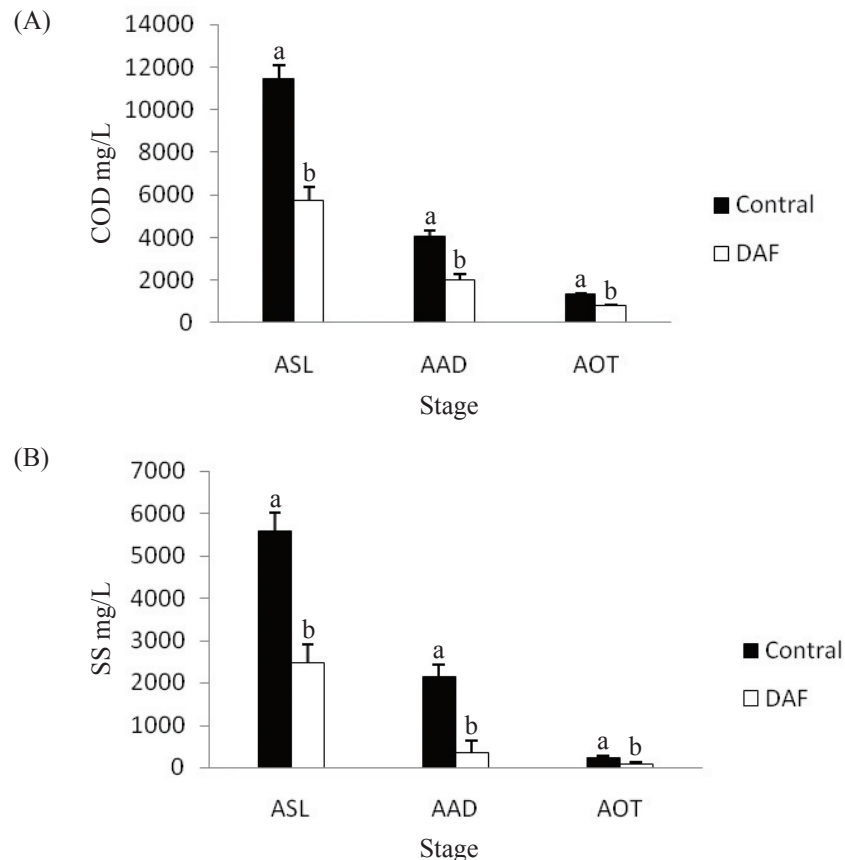 (A)
14000
12000
10000
8000
6000
4000
2000
0
COD mg/L
a
b
a
b
a
b
ASL AAD AOT
Stage
Contral
DAF
(B)
7000
6000
5000
4000
3000
2000
1000
0
SS mg/L
a
b
a
b
a
b
ASL AAD AOT
Stage
Contral
DAF